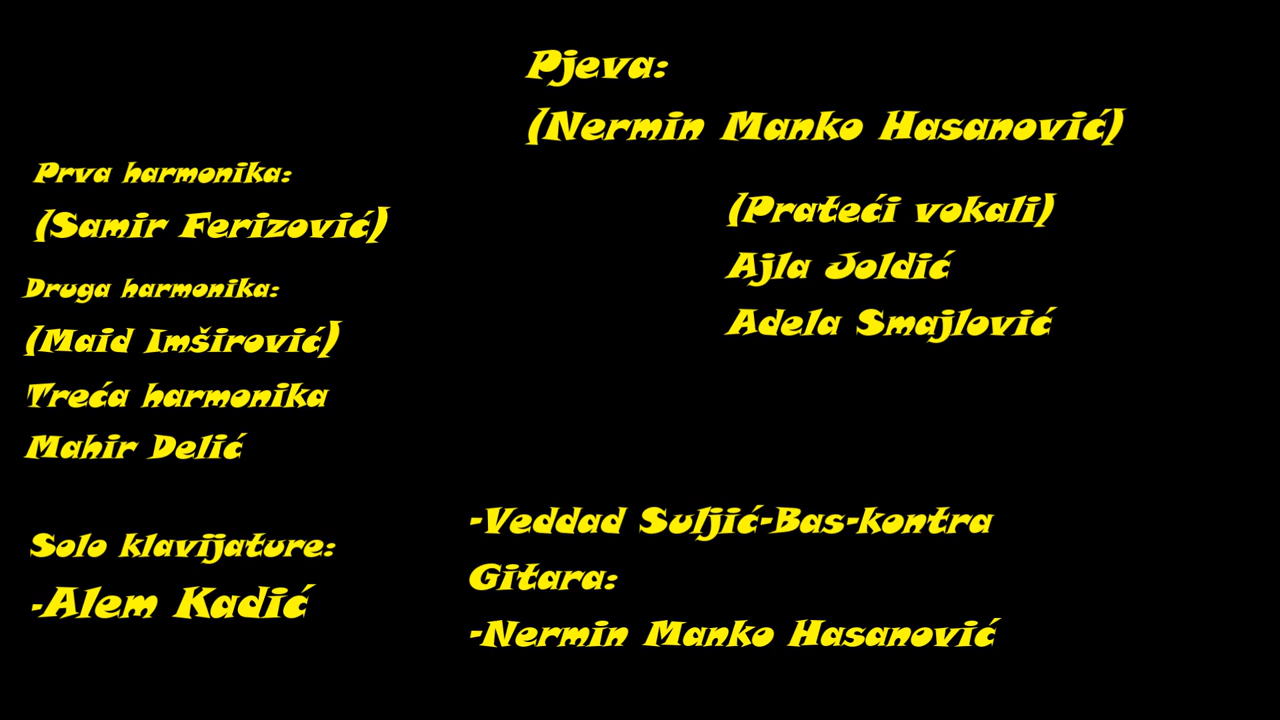 Pjeva:
(Nermin Manko Hasanović)
Prva harmonika:
(Samir Ferizović)
Druga harmonika:
(Maid Imširović)
Treća harmonika
Mahir Delić
(Prateći vokali)
Ajla Joldić
Adela Smajlović
Solo klavijature:
-Alem Kadić
-Veddad Suljić-Bas-kontra
Gitara:
-Nermin Manko Hasanović